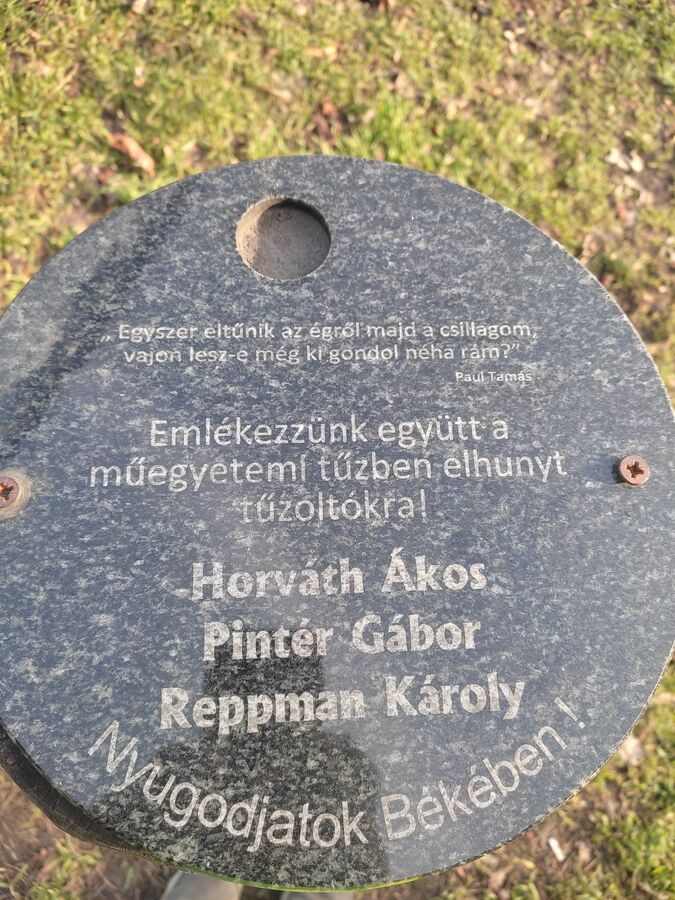 „ Egyszer eltűnik az égről majd a csillagom,
vajon lesz-e még ki gondol néha rám?"
Paul Tamás
Emlékezzünk együtt a
műegyetemi tűzben elhunyt
tűzoltókra!
Horváth Ákos
Pintér Gábor
Reppman Károly
Nyugodjatok Békében !